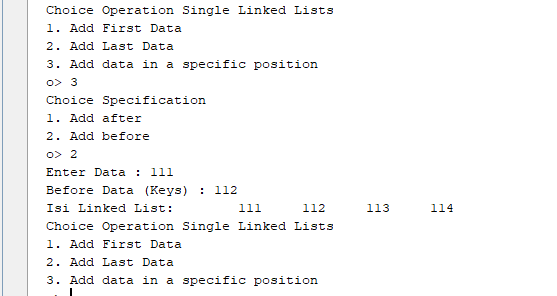 Choice Operation Single Linked Lists
1. Add First Data
2. Add Last Data
3. Add data in a specific position
o> 3
Choice Specification
1. Add after
2. Add before
o> 2
Enter Data : 111
Before Data (Keys) : 112
Isi Linked List: 111 112 113 114
Choice Operation Single Linked Lists
1. Add First Data
2. Add Last Data
3. Add data in a specific position